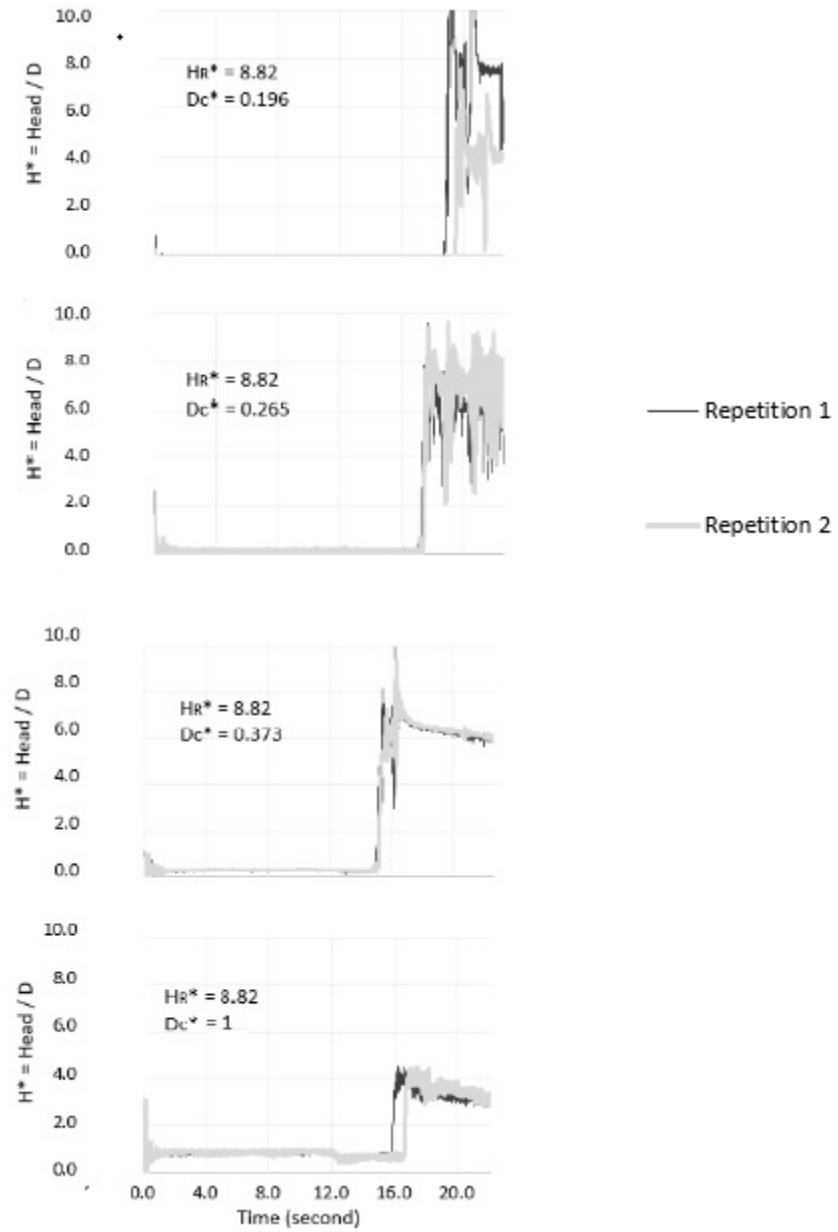 10.0
8.0
6.0
4.0
2.0
0.0
H* = Head / D
HR* = 8.82
Dc* = 0.196
10.0
8.0
6.0
4.0
2.0
0.0
H* = Head / D
HR* = 8.82
Dc* = 0.265
Repetition 1
Repetition 2
10.0
8.0
6.0
4.0
2.0
0.0
H* = Head / D
HR* = 8.82
Dc* = 0.373
10.0
8.0
6.0
4.0
2.0
0.0
H* = Head / D
HR* = 8.82
Dc* = 1
0.0 4.0 8.0 12.0 16.0 20.0
Time (second)